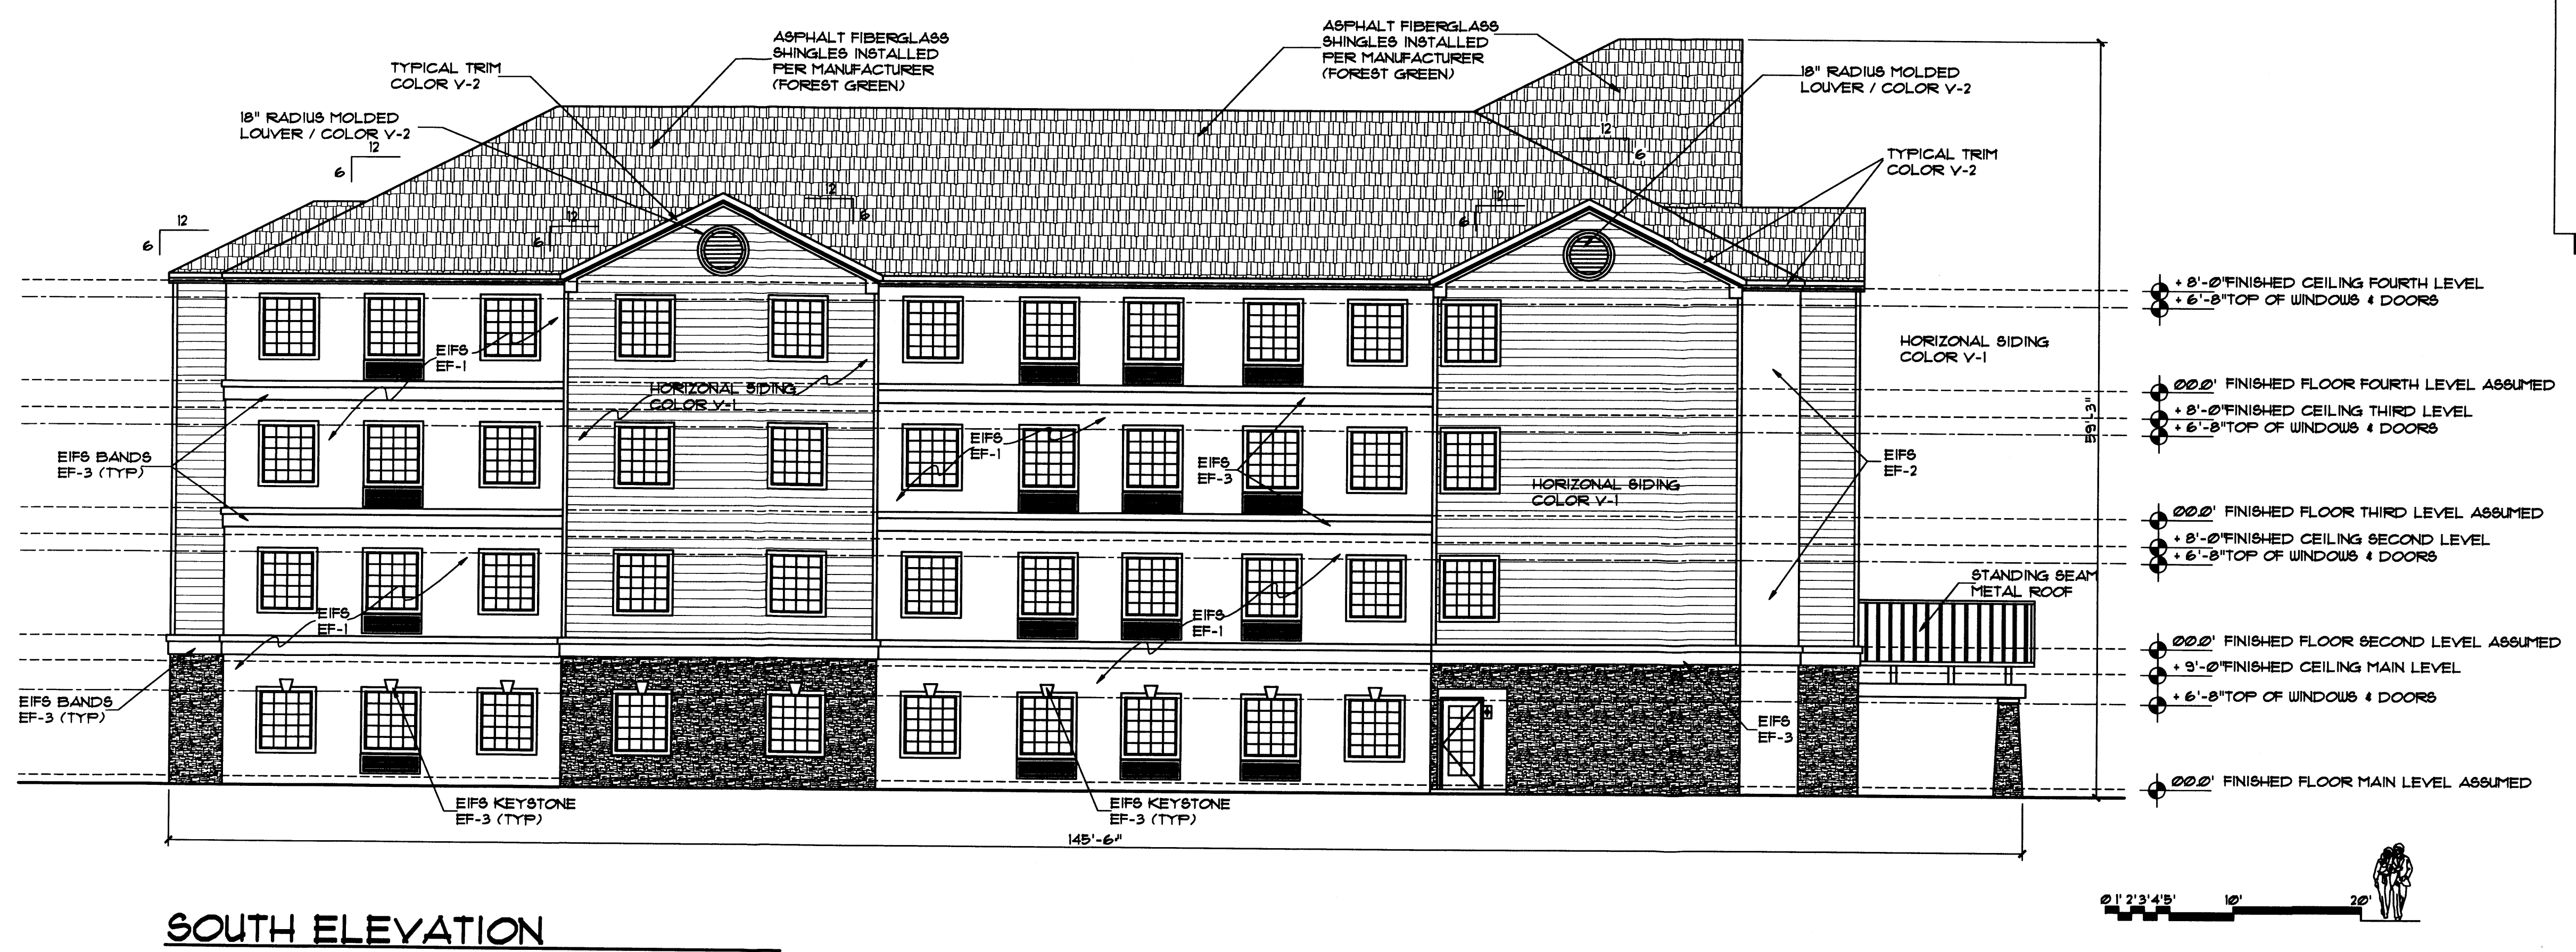 ASPHALT FIBERGLASS
SHINGLES INSTALLED
PER MANUFACTURER
(FOREST GREEN)
ASPHALT FIBERGLASS
SHINGLES INSTALLED
PER MANUFACTURER
(FOREST GREEN)
TYPICAL TRIM
COLOR V-2
18" RADIUS MOLDED
LOUVER / COLOR V-2
18" RADIUS MOLDED
LOUVER / COLOR V-2
TYPICAL TRIM
COLOR V-2
12
6
12
6
12
6
12
6
12
6
12
6
+ 8'-0" FINISHED CEILING FOURTH LEVEL
+ 6'-8" TOP OF WINDOWS & DOORS
HORIZONAL SIDING
COLOR V-1
EIFS
EF-1
HORIZONAL SIDING
COLOR V-1
00.0' FINISHED FLOOR FOURTH LEVEL ASSUMED
+ 8'-0" FINISHED CEILING THIRD LEVEL
+ 6'-8" TOP OF WINDOWS & DOORS
59'-3"
EIFS BANDS
EF-3 (TYP)
EIFS
EF-1
EIFS
EF-3
EIFS
EF-2
HORIZONAL SIDING
COLOR V-1
00.0' FINISHED FLOOR THIRD LEVEL ASSUMED
+ 8'-0" FINISHED CEILING SECOND LEVEL
+ 6'-8" TOP OF WINDOWS & DOORS
STANDING SEAM
METAL ROOF
EIFS
EF-1
EIFS
EF-1
00.0' FINISHED FLOOR SECOND LEVEL ASSUMED
+ 9'-0" FINISHED CEILING MAIN LEVEL
+ 6'-8" TOP OF WINDOWS & DOORS
EIFS BANDS
EF-3 (TYP)
EIFS
EF-3
00.0' FINISHED FLOOR MAIN LEVEL ASSUMED
EIFS KEYSTONE
EF-3 (TYP)
EIFS KEYSTONE
EF-3 (TYP)
145'-6"
0 1' 2' 3' 4' 5' 10' 20'
SOUTH ELEVATION